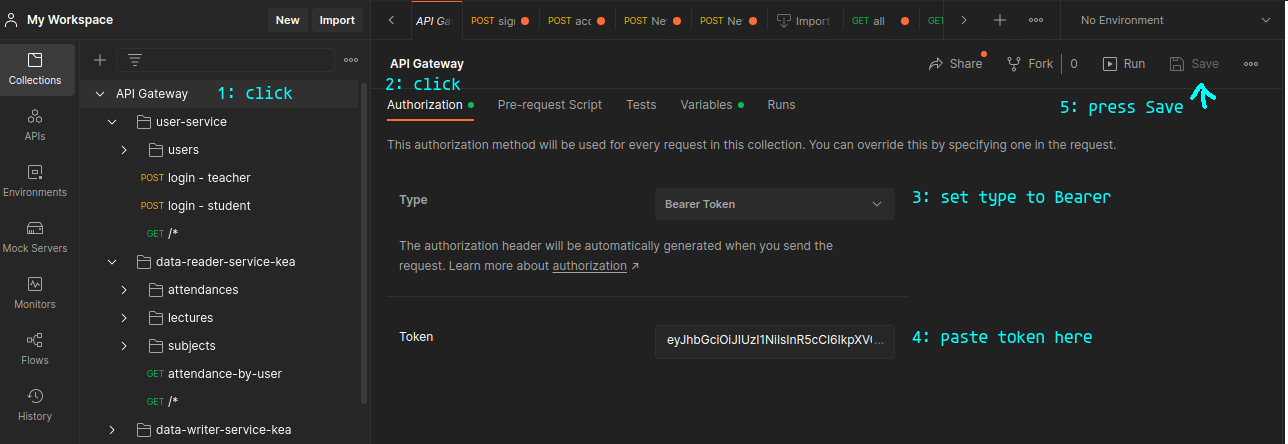 My Workspace
New
Import
API Ga
POST sig
POST acc
POST Ne
POST Ne
Import
GET all
GET
No Environment
Collections
APIs
Environments
Mock Servers
Monitors
Flows
History
API Gateway
1: click
user-service
users
POST login - teacher
POST login - student
GET /*
data-reader-service-kea
attendances
lectures
subjects
GET attendance-by-user
GET /*
data-writer-service-kea
API Gateway
Share
Fork
0
Run
Save
2: click
Authorization
Pre-request Script
Tests
Variables
Runs
5: press Save
This authorization method will be used for every request in this collection. You can override this by specifying one in the request.
Type
Bearer Token
3: set type to Bearer
The authorization header will be automatically generated when you send the
request. Learn more about authorization ↗
Token
4: paste token here